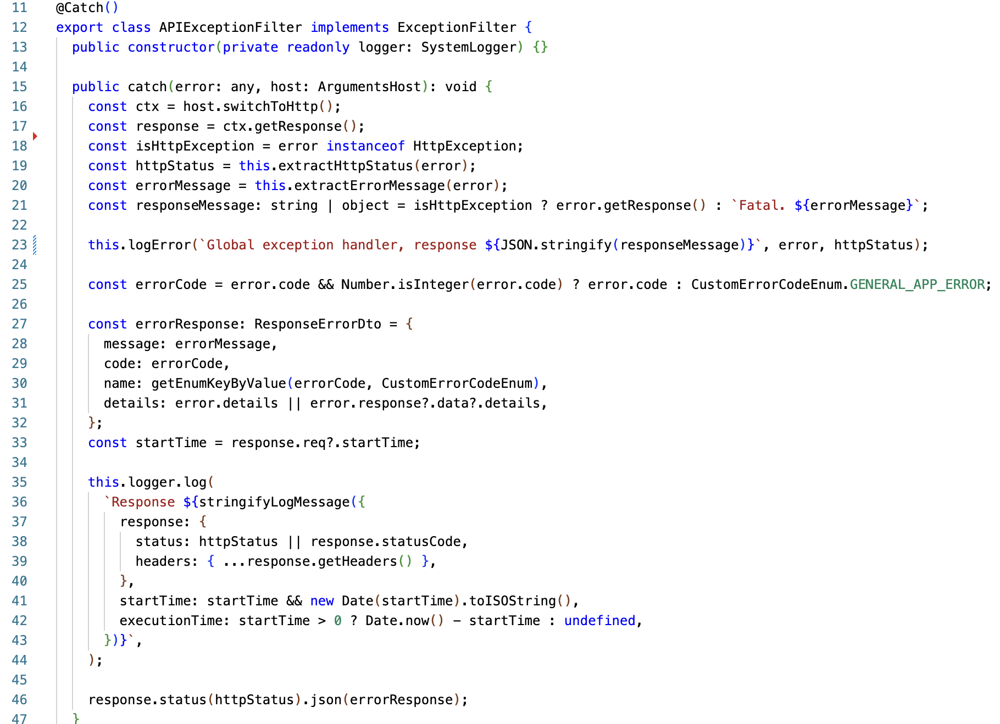 11 @Catch()
12 export class APIExceptionFilter implements ExceptionFilter {
13   public constructor(private readonly logger: SystemLogger) {}
14
15   public catch(error: any, host: ArgumentsHost): void {
16     const ctx = host.switchToHttp();
17     const response = ctx.getResponse();
18     const isHttpException = error instanceof HttpException;
19     const httpStatus = this.extractHttpStatus(error);
20     const errorMessage = this.extractErrorMessage(error);
21     const responseMessage: string | object = isHttpException ? error.getResponse() : `Fatal. ${errorMessage}`;
22
23     this.logError(`Global exception handler, response ${JSON.stringify(responseMessage)}`, error, httpStatus);
24
25     const errorCode = error.code && Number.isInteger(error.code) ? error.code : CustomErrorCodeEnum.GENERAL_APP_ERROR;
26
27     const errorResponse: ResponseErrorDto = {
28       message: errorMessage,
29       code: errorCode,
30       name: getEnumKeyByValue(errorCode, CustomErrorCodeEnum),
31       details: error.details || error.response?.data?.details,
32     };
33     const startTime = response.req?.startTime;
34
35     this.logger.log(
36       `Response ${stringifyLogMessage({
37         response: {
38           status: httpStatus || response.statusCode,
39           headers: { ...response.getHeaders() },
40         },
41         startTime: startTime && new Date(startTime).toISOString(),
42         executionTime: startTime > 0 ? Date.now() - startTime : undefined,
43       })}`,
44     );
45
46     response.status(httpStatus).json(errorResponse);
47   }